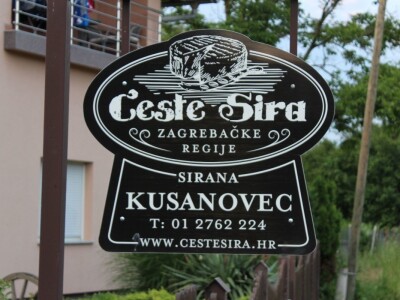 Ceste Sira
ZAGREBAČKE
REGIJE
SIRANA
KUSANOVEC
T: 01 2762 224
WWW.CESTESIRA.HR